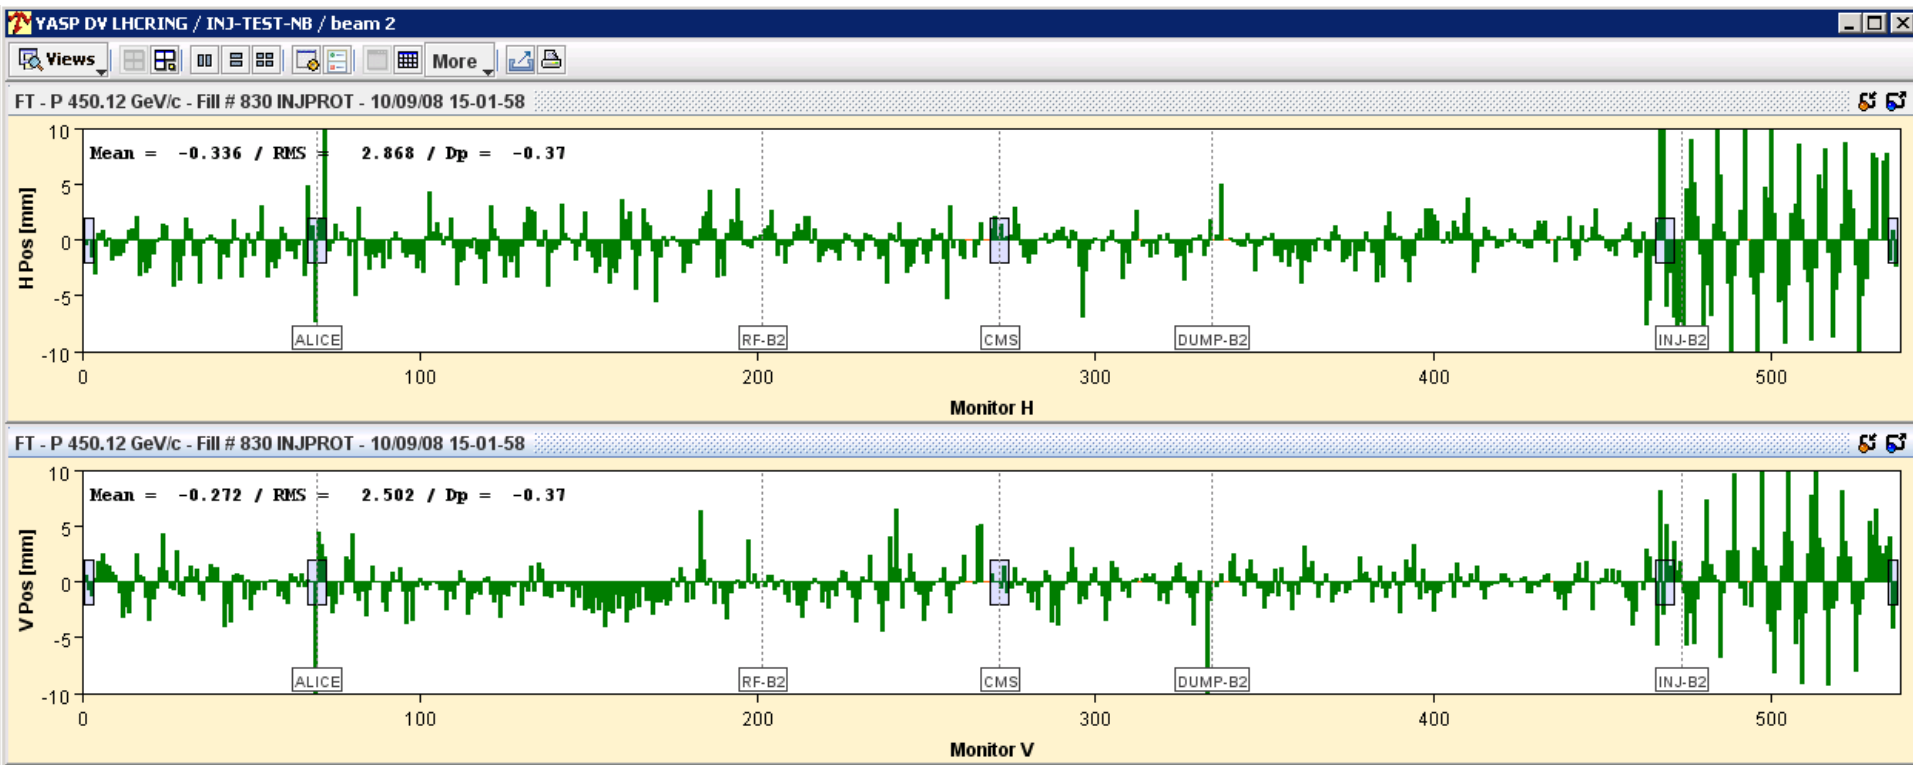 YASP DV LHCRING / INJ-TEST-NB / beam 2
Views More
FT - P 450.12 GeV/c - Fill # 830 INJPROT - 10/09/08 15-01-58
Mean = -0.336 / RMS = 2.868 / Dp = -0.37
H Pos [mm]
10
5
0
-5
-10
ALICE RF-B2 CMS DUMP-B2 INJ-B2
0 100 200 300 400 500
Monitor H
FT - P 450.12 GeV/c - Fill # 830 INJPROT - 10/09/08 15-01-58
Mean = -0.272 / RMS = 2.502 / Dp = -0.37
V Pos [mm]
10
5
0
-5
-10
ALICE RF-B2 CMS DUMP-B2 INJ-B2
0 100 200 300 400 500
Monitor V